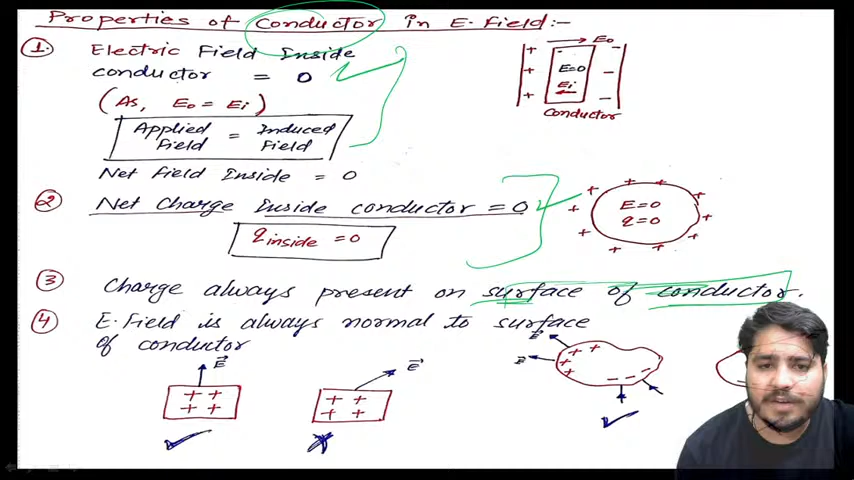 Properties of Conductor in E. Field:-
① Electric Field Inside
conductor = 0
(As, E₀ = Eᵢ)
Applied Field = Induced Field
Net Field Inside = 0
→ E₀
+ - -
+ E=0 -
+ Eᵢ -
Conductor
② Net Charge Inside conductor = 0
q inside = 0
E=0
q=0
③ Charge always present on surface of conductor.
④ E. Field is always normal to surface
of conductor
E⃗
+ +
+ +
E⃗
+ +
+ +
E⃗
E⃗
+ + + +
- - -